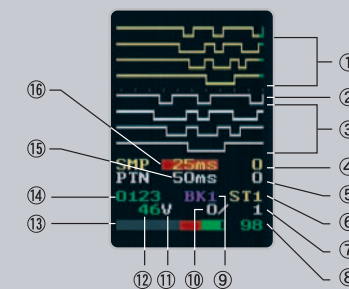 ①
②
③
⑯
④
SMP 25ms 0
⑮
PTN 50ms 0
⑤
⑭
0123 BK1 ST1
⑥
46V 0/ 1
⑦
⑬
98
⑧
⑫ ⑪ ⑩ ⑨